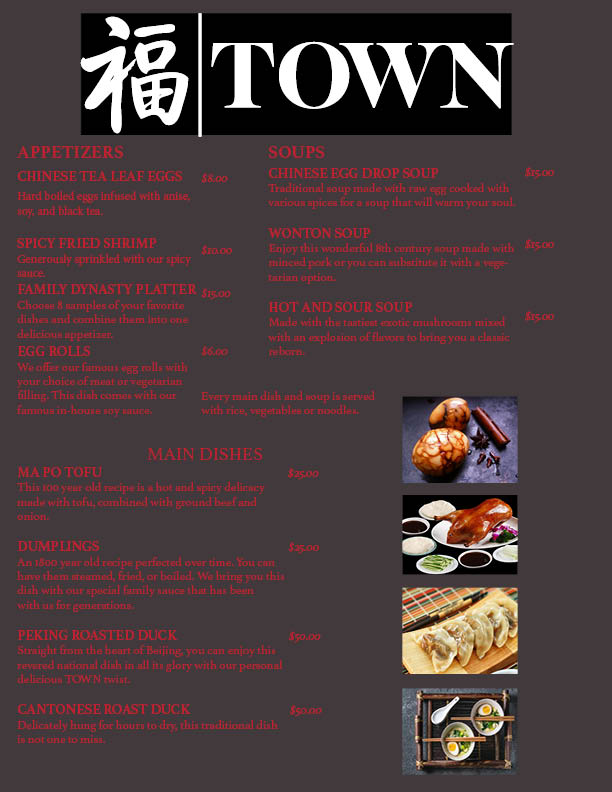 福 TOWN
APPETIZERS
CHINESE TEA LEAF EGGS $8.00
Hard boiled eggs infused with anise,
soy, and black tea.
SPICY FRIED SHRIMP $10.00
Generously sprinkled with our spicy
sauce.
FAMILY DYNASTY PLATTER $15.00
Choose 8 samples of your favorite
dishes and combine them into one
delicious appetizer.
EGG ROLLS $6.00
We offer our famous egg rolls with
your choice of meat or vegetarian
filling. This dish comes with our
famous in-house soy sauce.
SOUPS
CHINESE EGG DROP SOUP $15.00
Traditional soup made with raw egg cooked with
various spices for a soup that will warm your soul.
WONTON SOUP $15.00
Enjoy this wonderful 8th century soup made with
minced pork or you can substitute it with a vege-
tarian option.
HOT AND SOUR SOUP $15.00
Made with the tastiest exotic mushrooms mixed
with an explosion of flavors to bring you a classic
reborn.
Every main dish and soup is served
with rice, vegetables or noodles.
MAIN DISHES
MA PO TOFU $25.00
This 100 year old recipe is a hot and spicy delicacy
made with tofu, combined with ground beef and
onion.
DUMPLINGS $25.00
An 1800 year old recipe perfected over time. You can
have them steamed, fried, or boiled. We bring you this
dish with our special family sauce that has been
with us for generations.
PEKING ROASTED DUCK $50.00
Straight from the heart of Beijing, you can enjoy this
revered national dish in all its glory with our personal
delicious TOWN twist.
CANTONESE ROAST DUCK $50.00
Delicately hung for hours to dry, this traditional dish
is not one to miss.